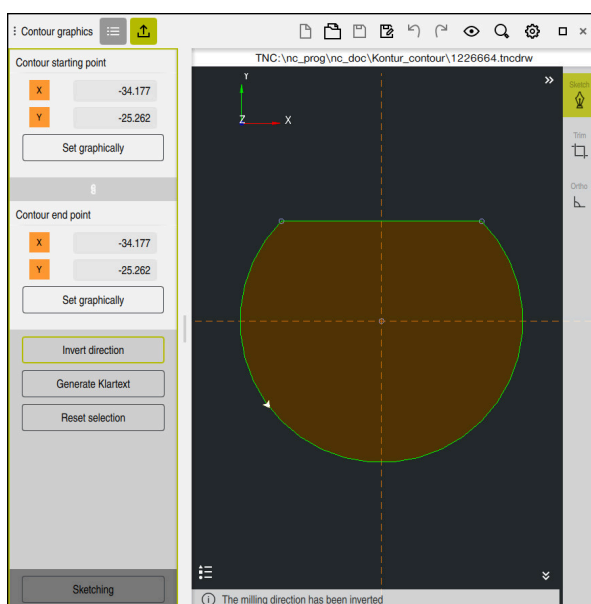 Contour graphics
TNC:\nc_prog\nc_doc\Kontur_contour\1226664.tncdrw
Contour starting point
X -34.177
Y -25.262
Set graphically
Contour end point
X -34.177
Y -25.262
Set graphically
Invert direction
Generate Klartext
Reset selection
Sketching
Y
Z X
Sketch
Trim
Ortho
The milling direction has been inverted